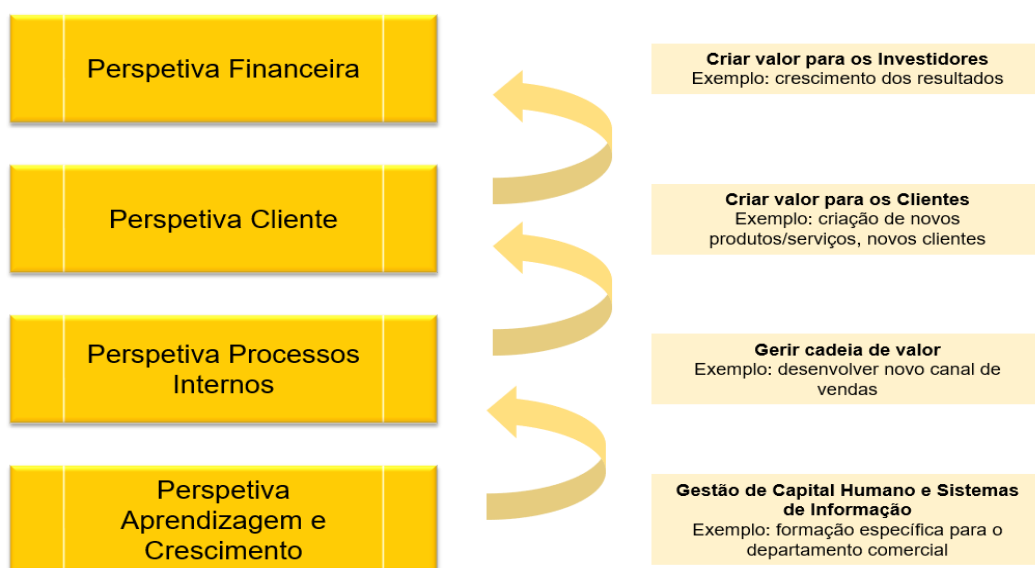 Perspetiva Financeira
Criar valor para os Investidores
Exemplo: crescimento dos resultados
Perspetiva Cliente
Criar valor para os Clientes
Exemplo: criação de novos
produtos/serviços, novos clientes
Perspetiva Processos
Internos
Gerir cadeia de valor
Exemplo: desenvolver novo canal de
vendas
Perspetiva
Aprendizagem e
Crescimento
Gestão de Capital Humano e Sistemas
de Informação
Exemplo: formação específica para o
departamento comercial